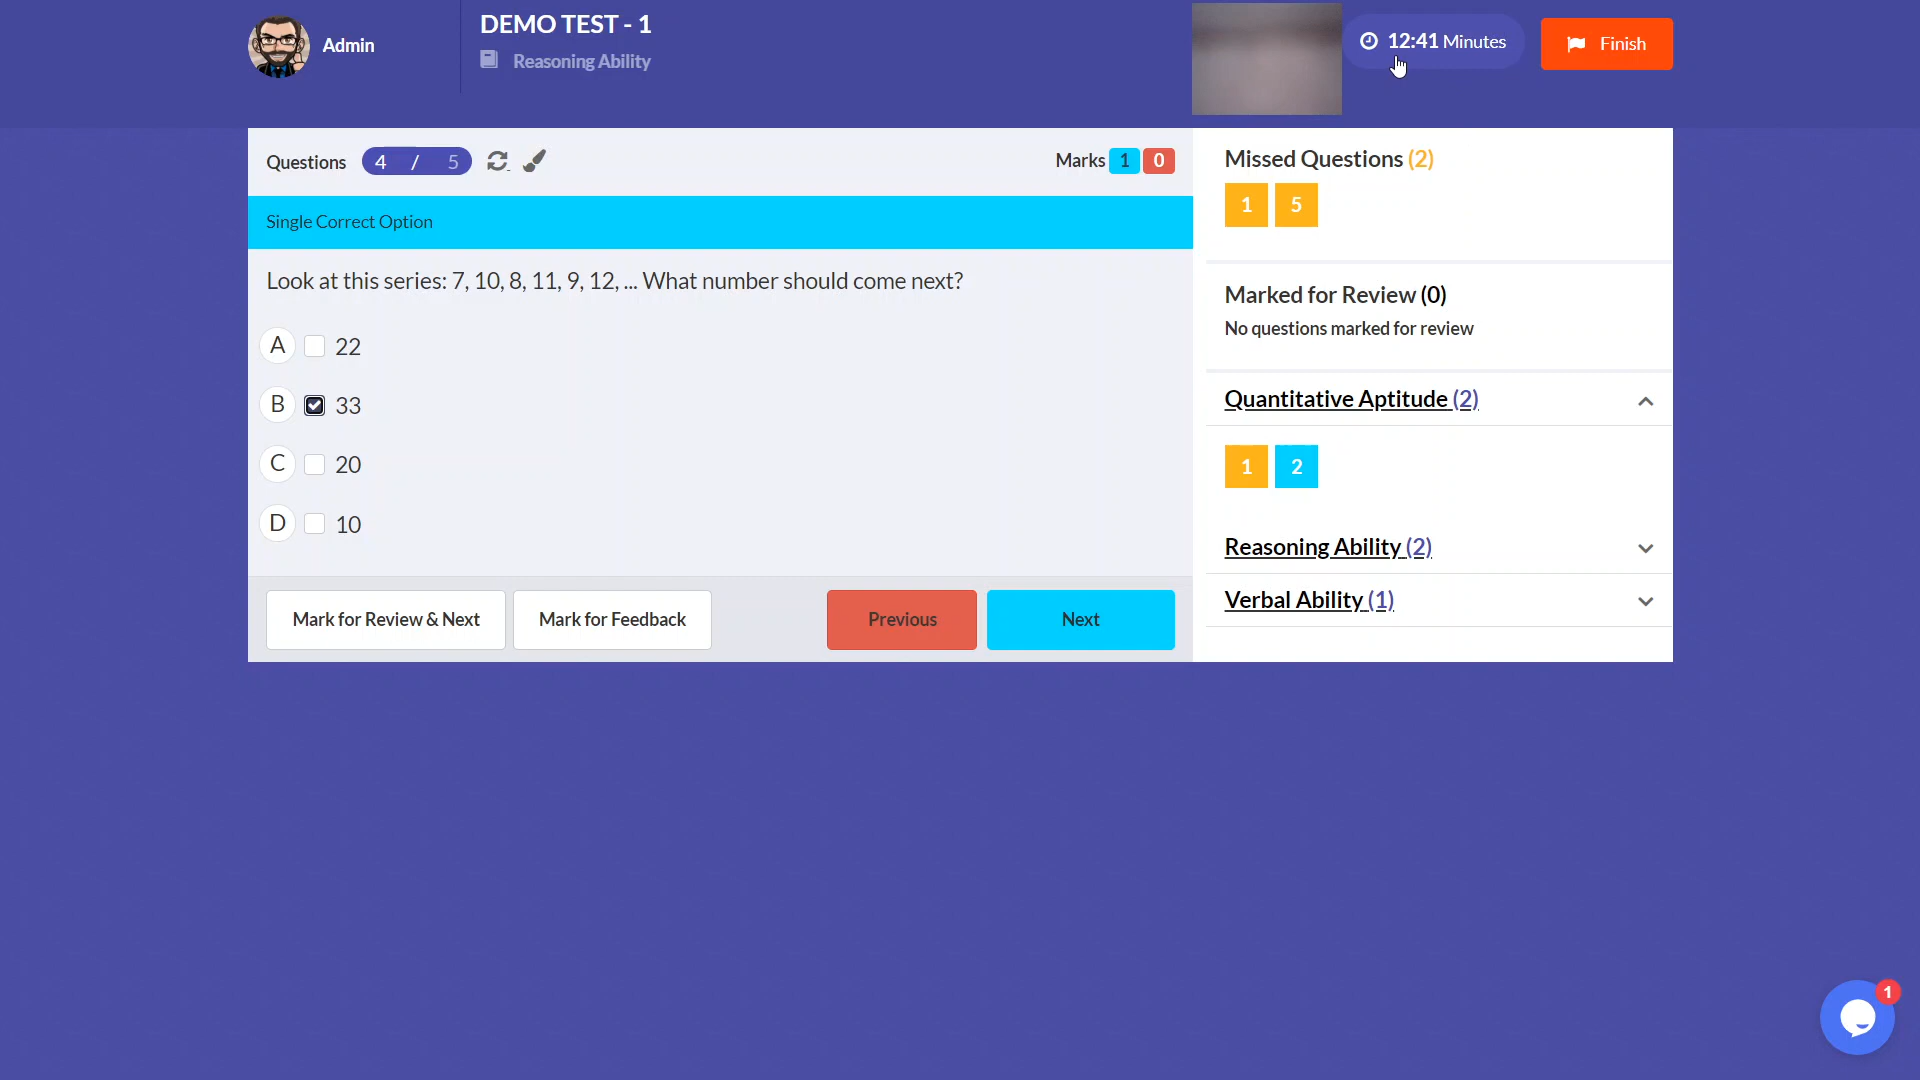 Admin
DEMO TEST - 1
Reasoning Ability
12:41 Minutes
Finish
Questions 4 / 5
Marks 1 0
Single Correct Option
Look at this series: 7, 10, 8, 11, 9, 12, ... What number should come next?
A 22
B 33
C 20
D 10
Mark for Review & Next
Mark for Feedback
Previous
Next
Missed Questions (2)
1 5
Marked for Review (0)
No questions marked for review
Quantitative Aptitude (2)
1 2
Reasoning Ability (2)
Verbal Ability (1)
1